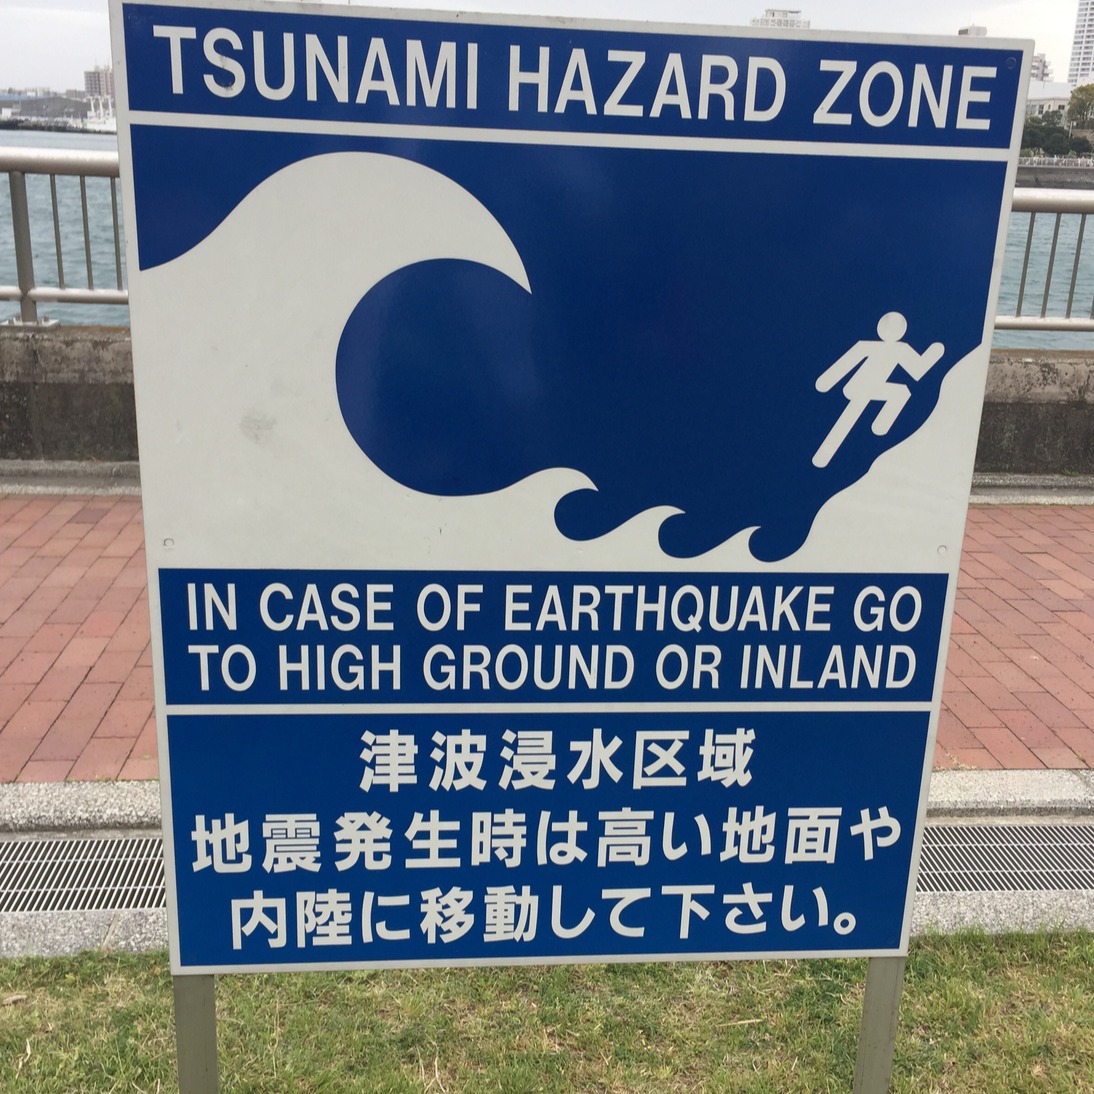 TSUNAMI HAZARD ZONE
IN CASE OF EARTHQUAKE GO
TO HIGH GROUND OR INLAND
津波浸水区域
地震発生時は高い地面や
内陸に移動して下さい。